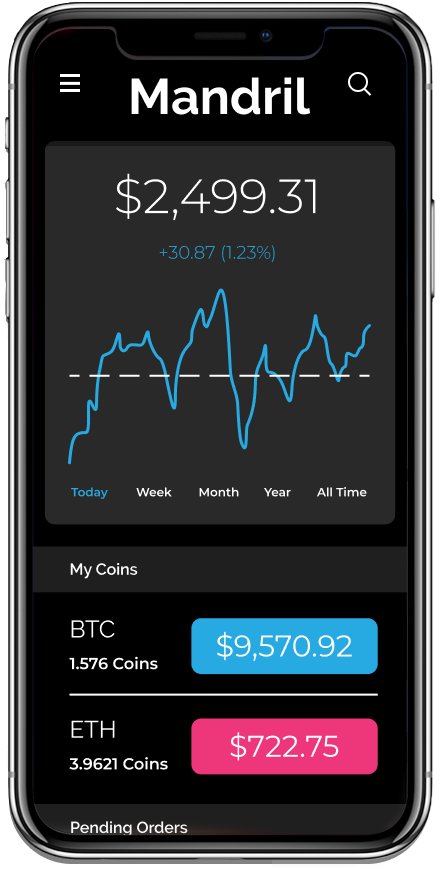 Mandril
$2,499.31
+30.87 (1.23%)
Today Week Month Year All Time
My Coins
BTC
1.576 Coins
$9,570.92
ETH
3.9621 Coins
$722.75
Pending Orders